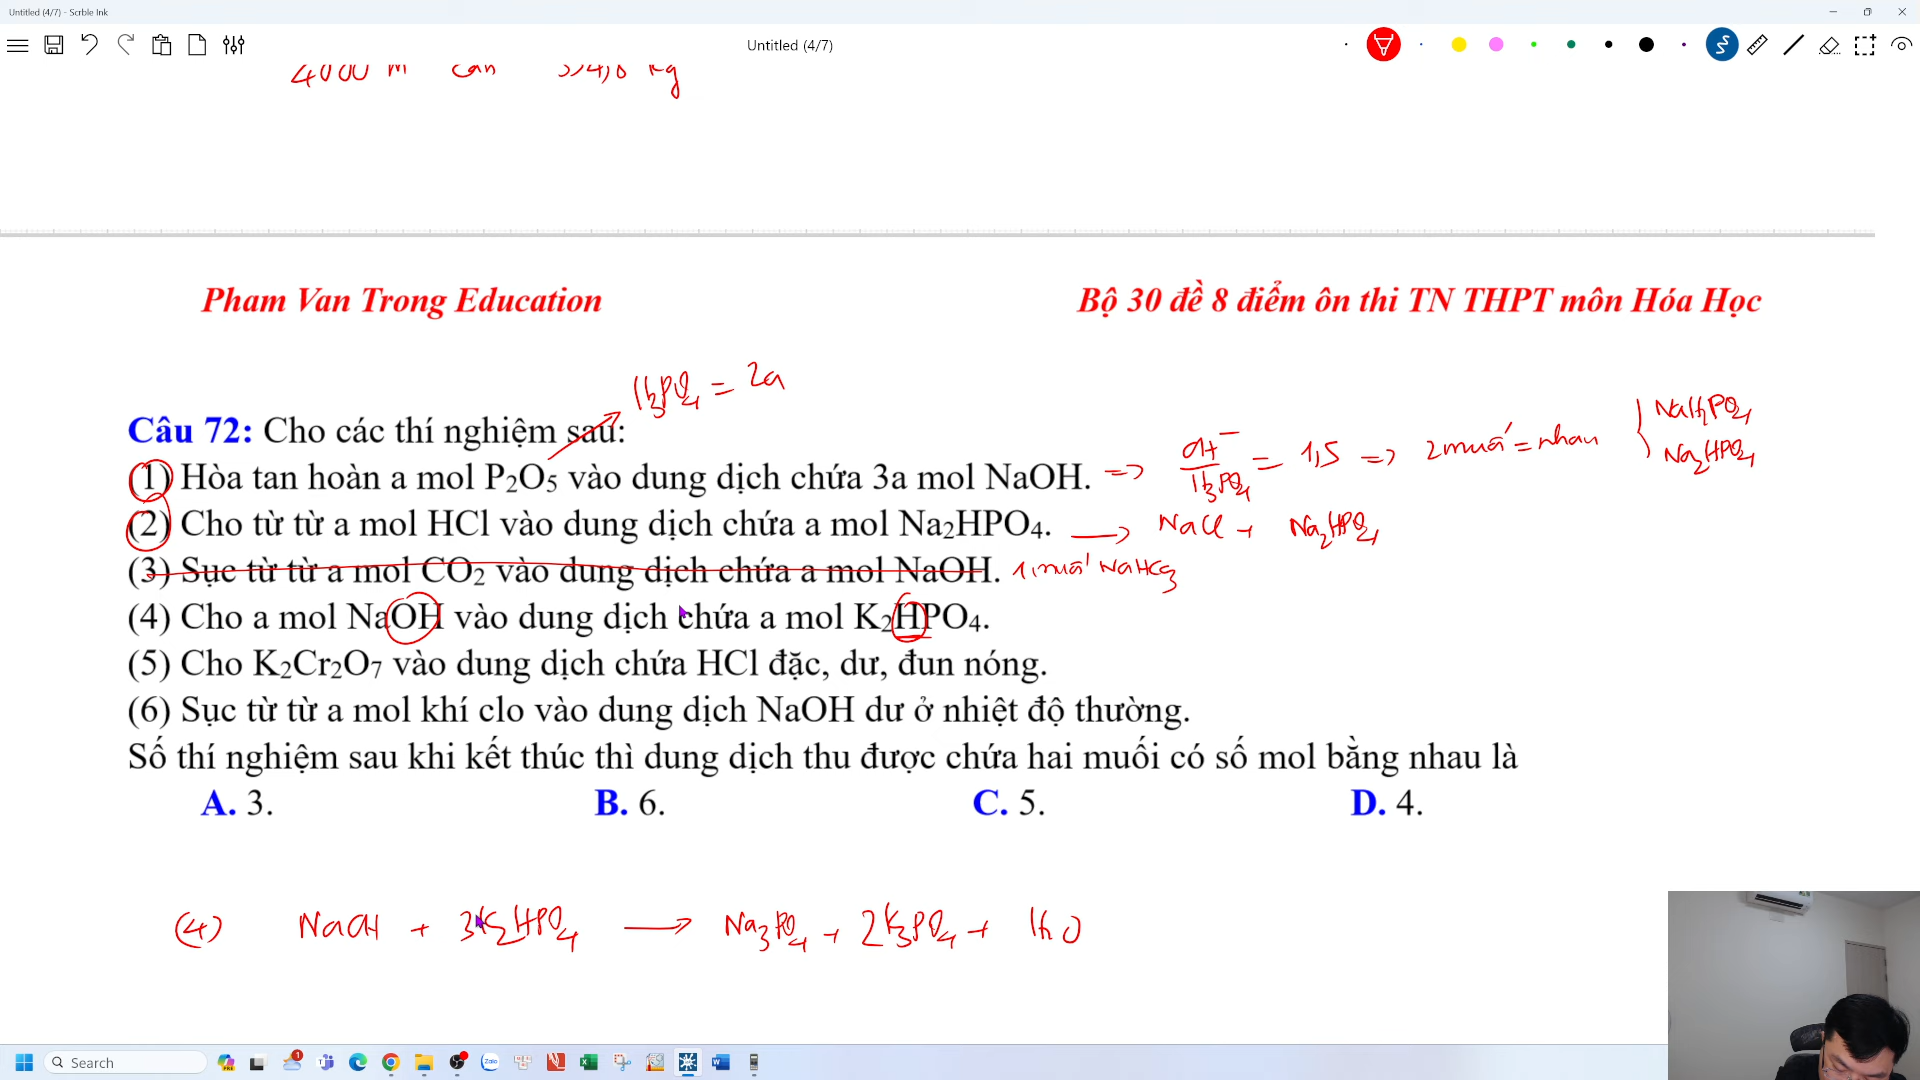 Untitled (4/7) - Scrble Ink
Untitled (4/7)
4000 m cần kg
Pham Van Trong Education
Bộ 30 đề 8 điểm ôn thi TN THPT môn Hóa Học
H₃PO₄ = 2a
Câu 72: Cho các thí nghiệm sau:
(1) Hòa tan hoàn a mol P₂O₅ vào dung dịch chứa 3a mol NaOH. => OH⁻/H₃PO₄ = 1,5 => 2 muối = nhau { NaH₂PO₄ Na₂HPO₄
(2) Cho từ từ a mol HCl vào dung dịch chứa a mol Na₂HPO₄. → NaCl + Na₂HPO₄
(3) Sục từ từ a mol CO₂ vào dung dịch chứa a mol NaOH. 1 muối NaHCO₃
(4) Cho a mol NaOH vào dung dịch chứa a mol K₂HPO₄.
(5) Cho K₂Cr₂O₇ vào dung dịch chứa HCl đặc, dư, đun nóng.
(6) Sục từ từ a mol khí clo vào dung dịch NaOH dư ở nhiệt độ thường.
Số thí nghiệm sau khi kết thúc thì dung dịch thu được chứa hai muối có số mol bằng nhau là
A. 3. B. 6. C. 5. D. 4.
(4) NaOH + 3K₂HPO₄ → Na₃PO₄ + 2K₃PO₄ + H₂O
Search